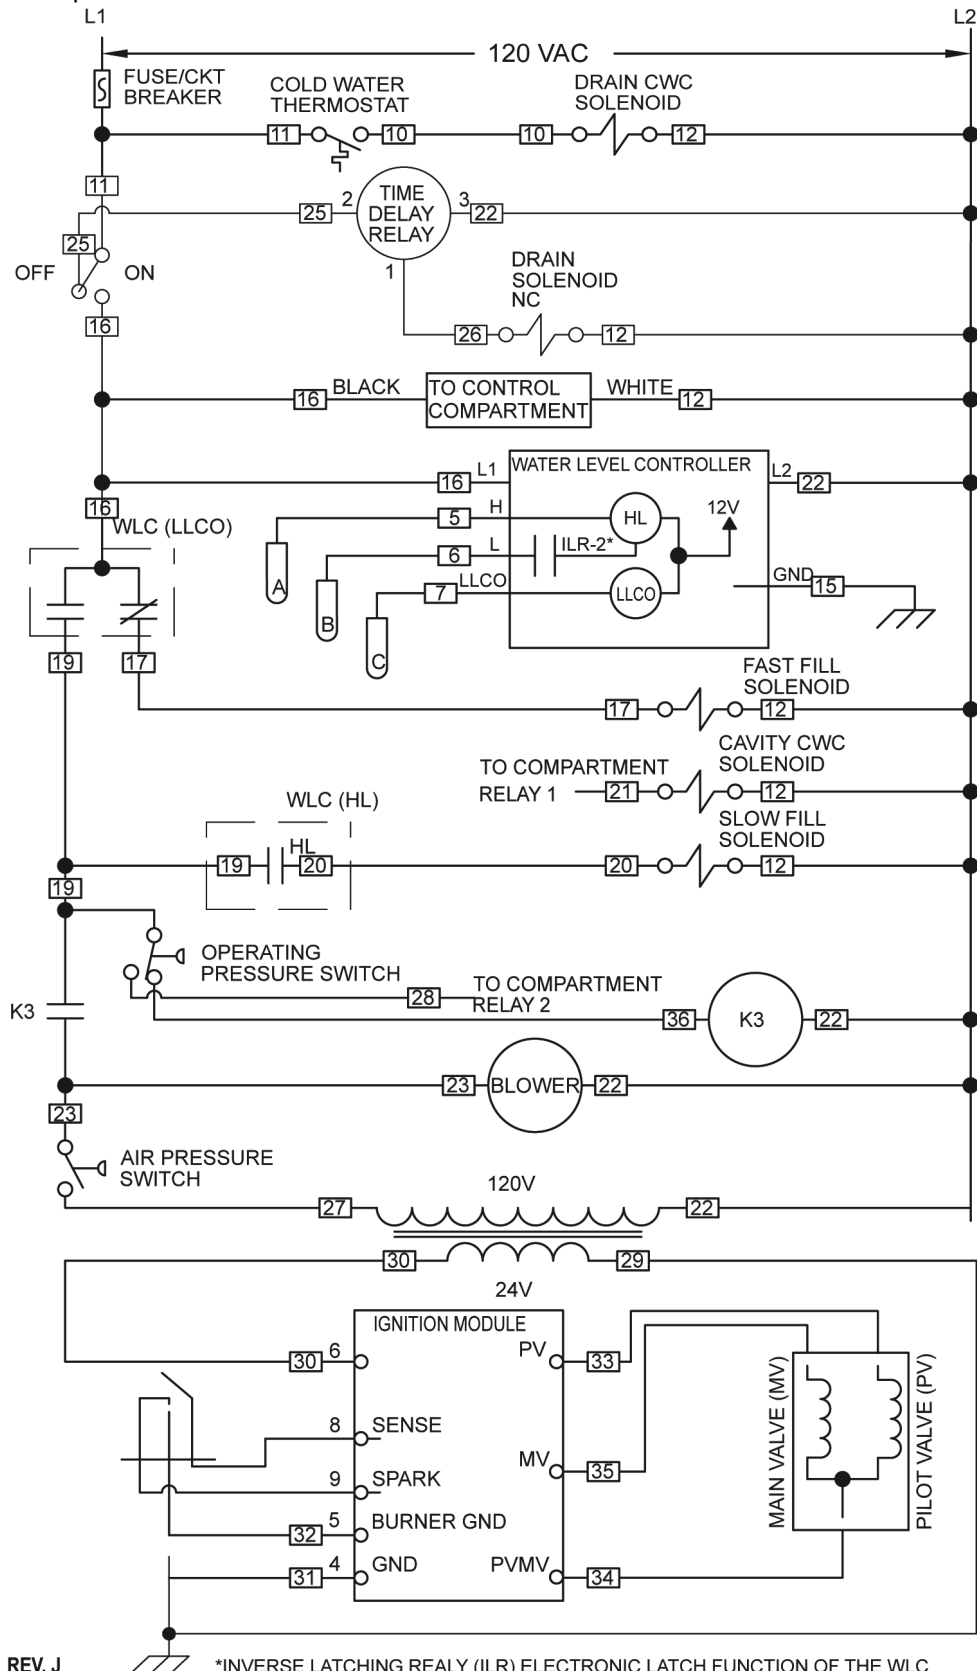 L1
L2
120 VAC
FUSE/CKT
BREAKER
COLD WATER
THERMOSTAT
DRAIN CWC
SOLENOID
11
10
10
12
11
25
2
TIME
DELAY
RELAY
3
22
25
OFF
ON
1
DRAIN
SOLENOID
NC
16
26
12
16
BLACK
TO CONTROL
COMPARTMENT
WHITE
12
16
L1
WATER LEVEL CONTROLLER
L2
22
16
WLC (LLCO)
5
H
HL
12V
6
L
ILR-2*
A
7
LLCO
LLCO
GND
15
B
C
19
17
FAST FILL
SOLENOID
17
12
CAVITY CWC
SOLENOID
TO COMPARTMENT
RELAY 1
21
12
WLC (HL)
SLOW FILL
SOLENOID
19
HL
20
20
12
19
OPERATING
PRESSURE SWITCH
28
TO COMPARTMENT
RELAY 2
K3
36
K3
22
23
BLOWER
22
23
AIR PRESSURE
SWITCH
120V
27
22
30
29
24V
IGNITION MODULE
30
6
PV
33
8
SENSE
MV
35
9
SPARK
32
5
BURNER GND
31
4
GND
PVMV
34
MAIN VALVE (MV)
PILOT VALVE (PV)
REV. J
*INVERSE LATCHING REALY (ILR) ELECTRONIC LATCH FUNCTION OF THE WLC